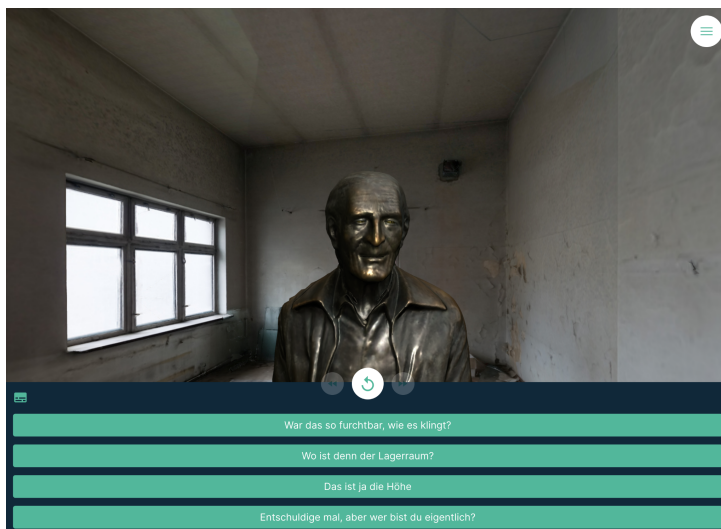 War das so furchtbar, wie es klingt?
Wo ist denn der Lagerraum?
Das ist ja die Höhe
Entschuldige mal, aber wer bist du eigentlich?